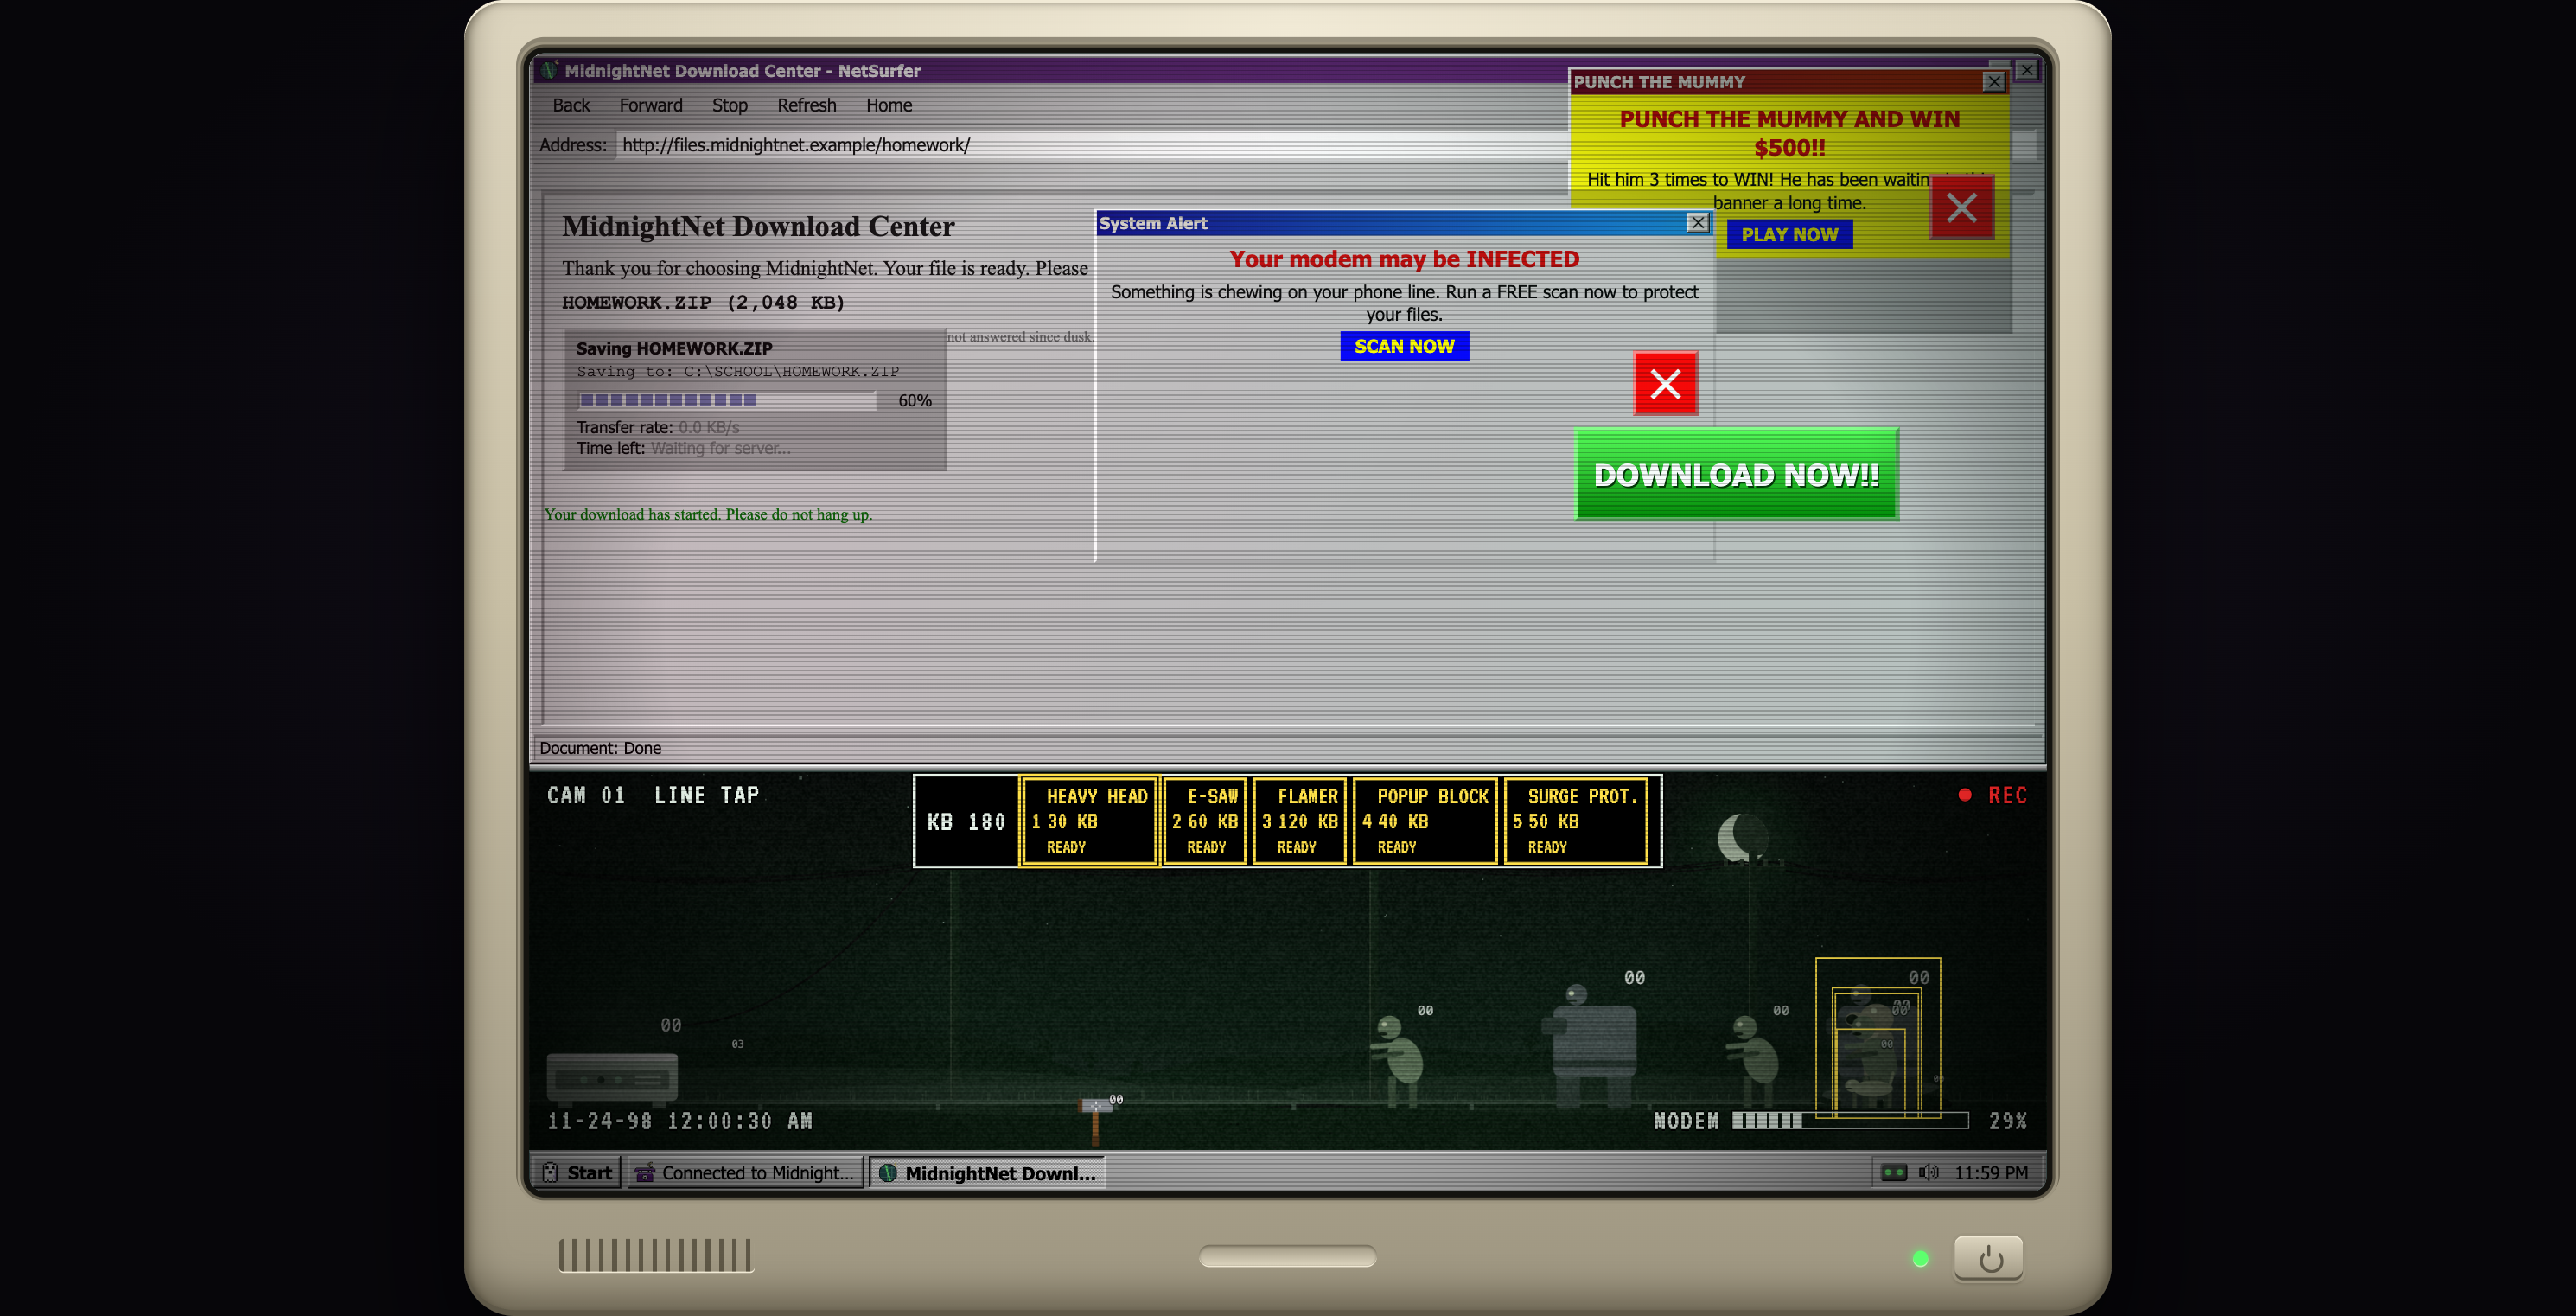 MidnightNet Download Center - NetSurfer
Back Forward Stop Refresh Home
Address: http://files.midnightnet.example/homework/
PUNCH THE MUMMY
PUNCH THE MUMMY AND WIN
$500!!
Hit him 3 times to WIN! He has been
banner a long time.
PLAY NOW
MidnightNet Download Center
Thank you for choosing MidnightNet. Your file is ready. Please
HOMEWORK.ZIP (2,048 KB)
not answered since dusk.
Saving HOMEWORK.ZIP
Saving to: C:\SCHOOL\HOMEWORK.ZIP
60%
Transfer rate: 0.0 KB/s
Time left: Waiting for server...
Your download has started. Please do not hang up.
System Alert
Your modem may be INFECTED
Something is chewing on your phone line. Run a FREE scan now to protect
your files.
SCAN NOW
DOWNLOAD NOW!!
Document: Done
CAM 01 LINE TAP
KB 180
HEAVY HEAD
1 30 KB
READY
E-SAW
2 60 KB
READY
FLAMER
3 120 KB
READY
POPUP BLOCK
4 40 KB
READY
SURGE PROT.
5 50 KB
READY
REC
00
00
00
00
00
00
00
03
00
00
11-24-98 12:00:30 AM
MODEM 29%
Start
Connected to Midnight...
MidnightNet Downl...
11:59 PM